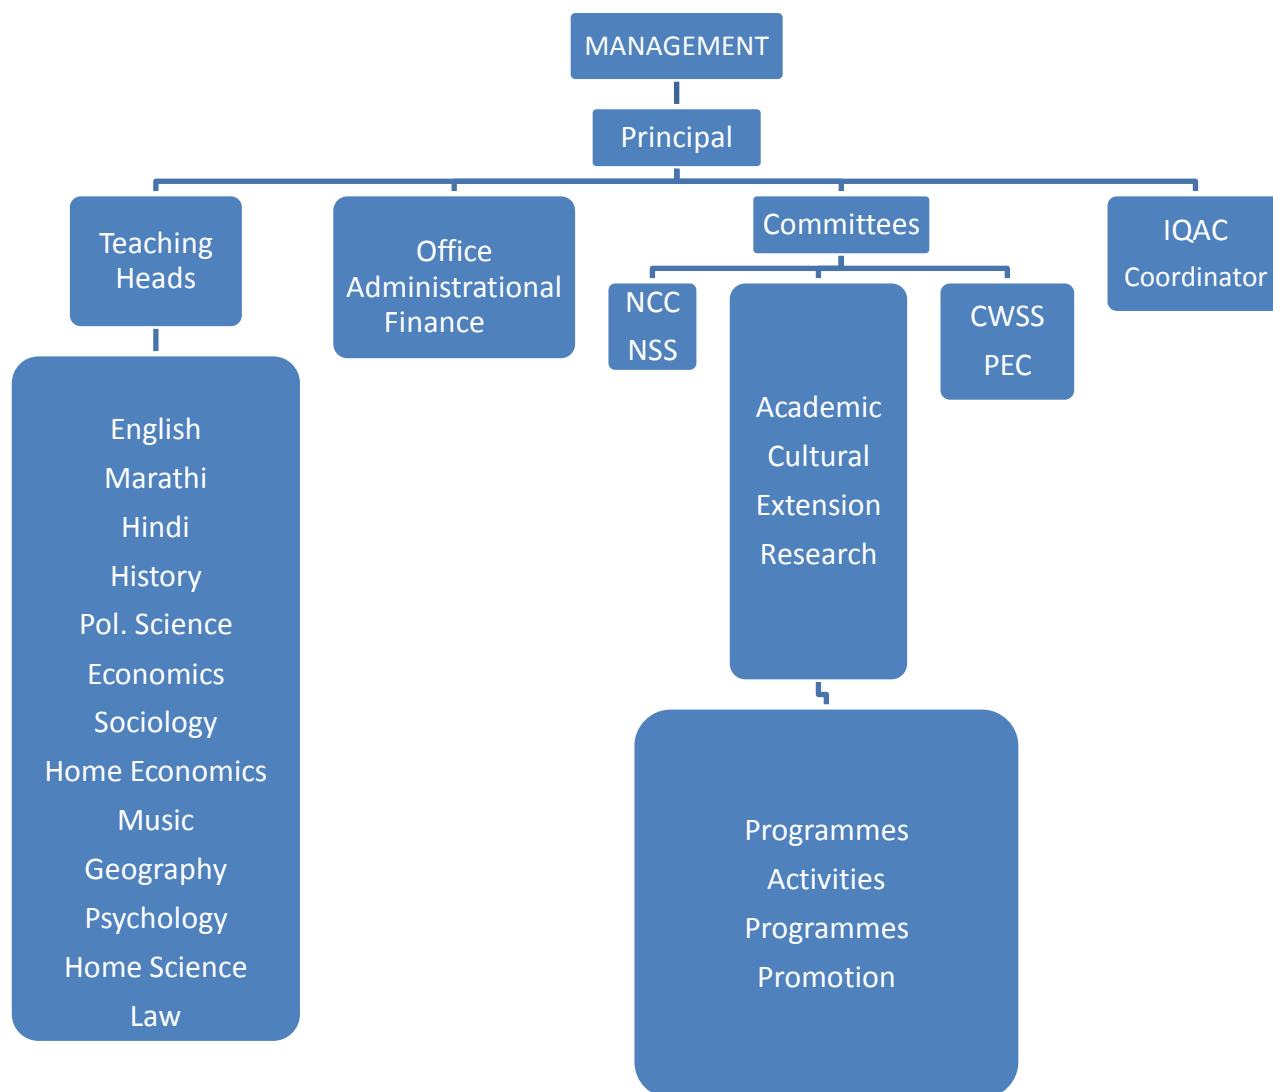 MANAGEMENT
Principal
Teaching
Heads
Office
Administrational
Finance
Committees
IQAC
Coordinator
NCC
NSS
Academic
Cultural
Extension
Research
CWSS
PEC
English
Marathi
Hindi
History
Pol. Science
Economics
Sociology
Home Economics
Music
Geography
Psychology
Home Science
Law
Programmes
Activities
Programmes
Promotion